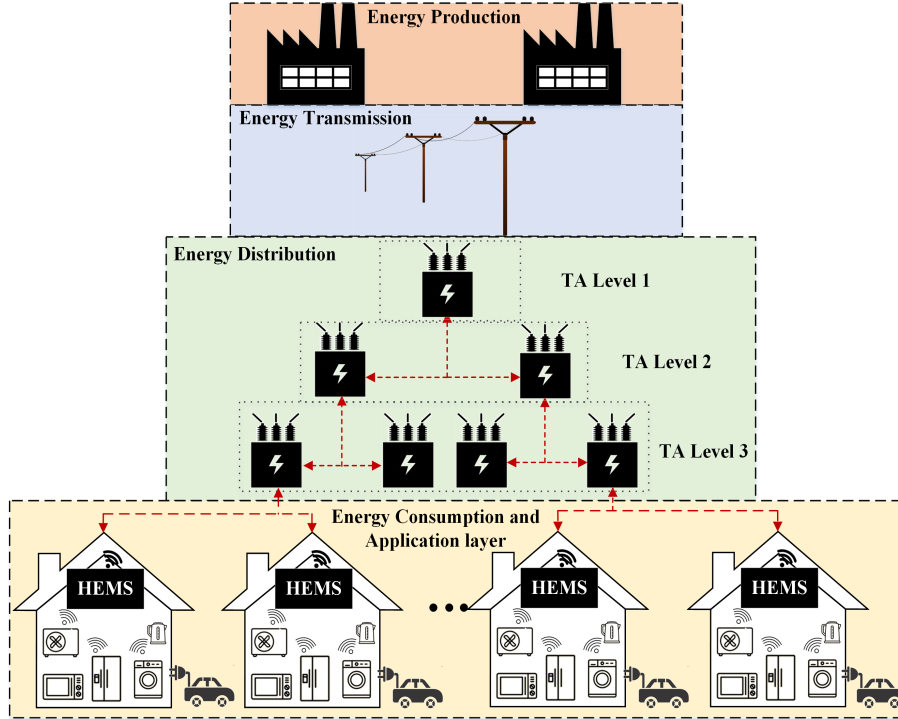 Energy Production
Energy Transmission
Energy Distribution
TA Level 1
TA Level 2
TA Level 3
Energy Consumption and
Application layer
HEMS
HEMS
HEMS
HEMS